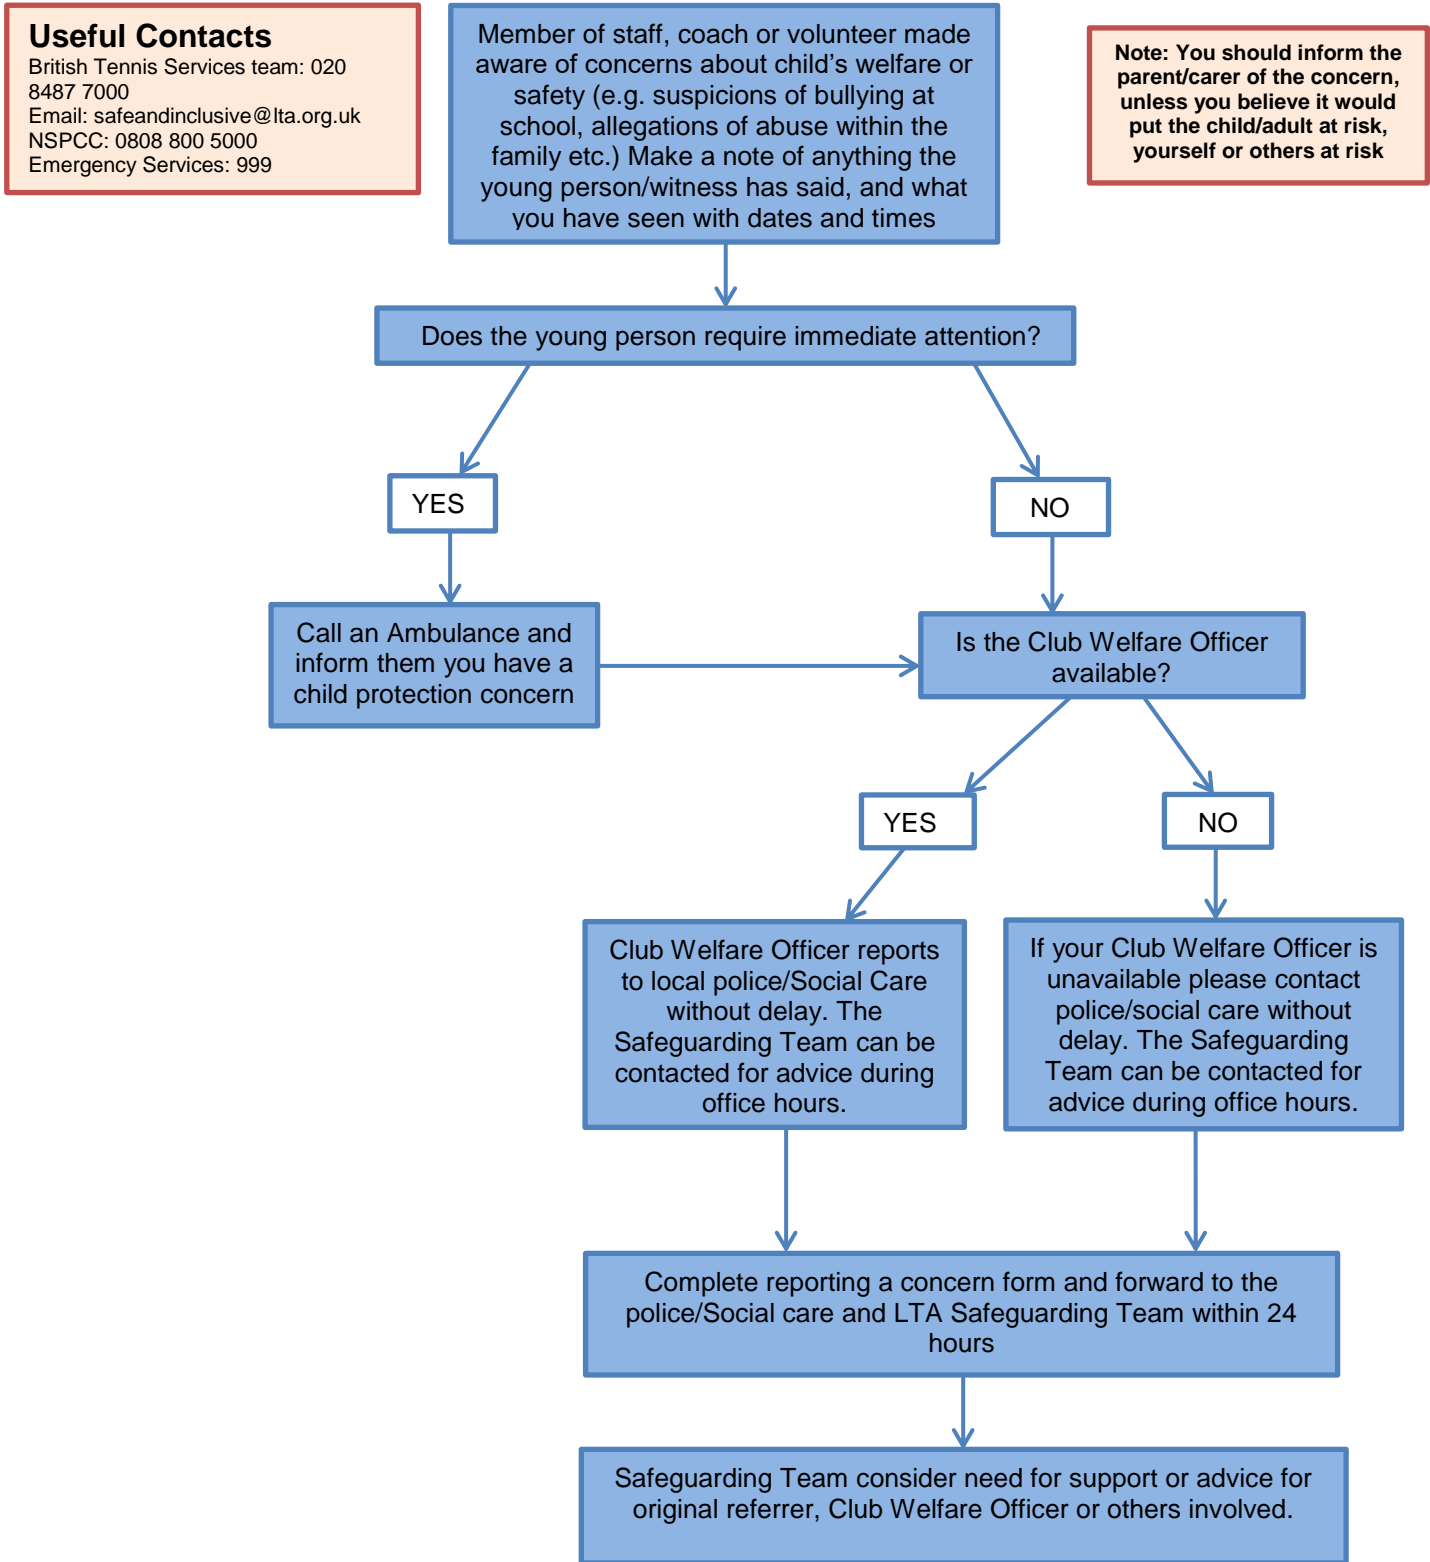 Useful Contacts
British Tennis Services team: 020
8487 7000
Email: safeandinclusive@lta.org.uk
NSPCC: 0808 800 5000
Emergency Services: 999
Member of staff, coach or volunteer made
aware of concerns about child’s welfare or
safety (e.g. suspicions of bullying at
school, allegations of abuse within the
family etc.) Make a note of anything the
young person/witness has said, and what
you have seen with dates and times
Note: You should inform the
parent/carer of the concern,
unless you believe it would
put the child/adult at risk,
yourself or others at risk
Does the young person require immediate attention?
YES
NO
Call an Ambulance and
inform them you have a
child protection concern
Is the Club Welfare Officer
available?
YES
NO
Club Welfare Officer reports
to local police/Social Care
without delay. The
Safeguarding Team can be
contacted for advice during
office hours.
If your Club Welfare Officer is
unavailable please contact
police/social care without
delay. The Safeguarding
Team can be contacted for
advice during office hours.
Complete reporting a concern form and forward to the
police/Social care and LTA Safeguarding Team within 24
hours
Safeguarding Team consider need for support or advice for
original referrer, Club Welfare Officer or others involved.